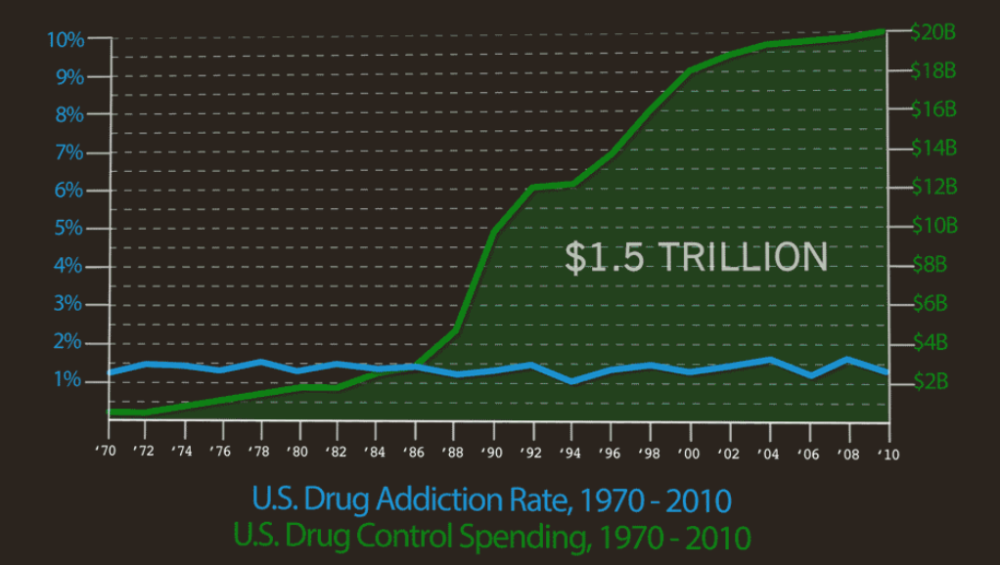 10%
9%
8%
7%
6%
5%
4%
3%
2%
1%
$20B
$18B
$16B
$14B
$12B
$10B
$8B
$6B
$4B
$2B
$1.5 TRILLION
'70 '72 '74 '76 '78 '80 '82 '84 '86 '88 '90 '92 '94 '96 '98 '00 '02 '04 '06 '08 '10
U.S. Drug Addiction Rate, 1970 - 2010
U.S. Drug Control Spending, 1970 - 2010